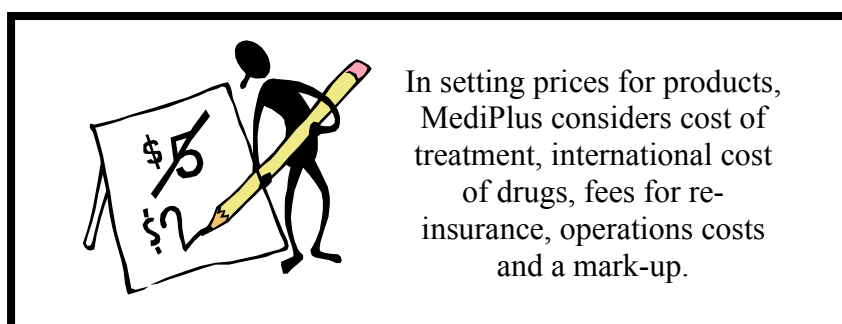 $5
$2
In setting prices for products,
MediPlus considers cost of
treatment, international cost
of drugs, fees for re-
insurance, operations costs
and a mark-up.